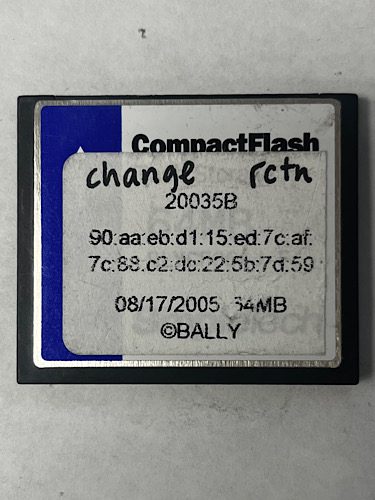 CompactFlash
change rctn
20035B
90:aa:eb:d1:15:ed:7c:af:
7c:88:c2:dc:22:5b:7d:59
08/17/2005 64MB
©BALLY